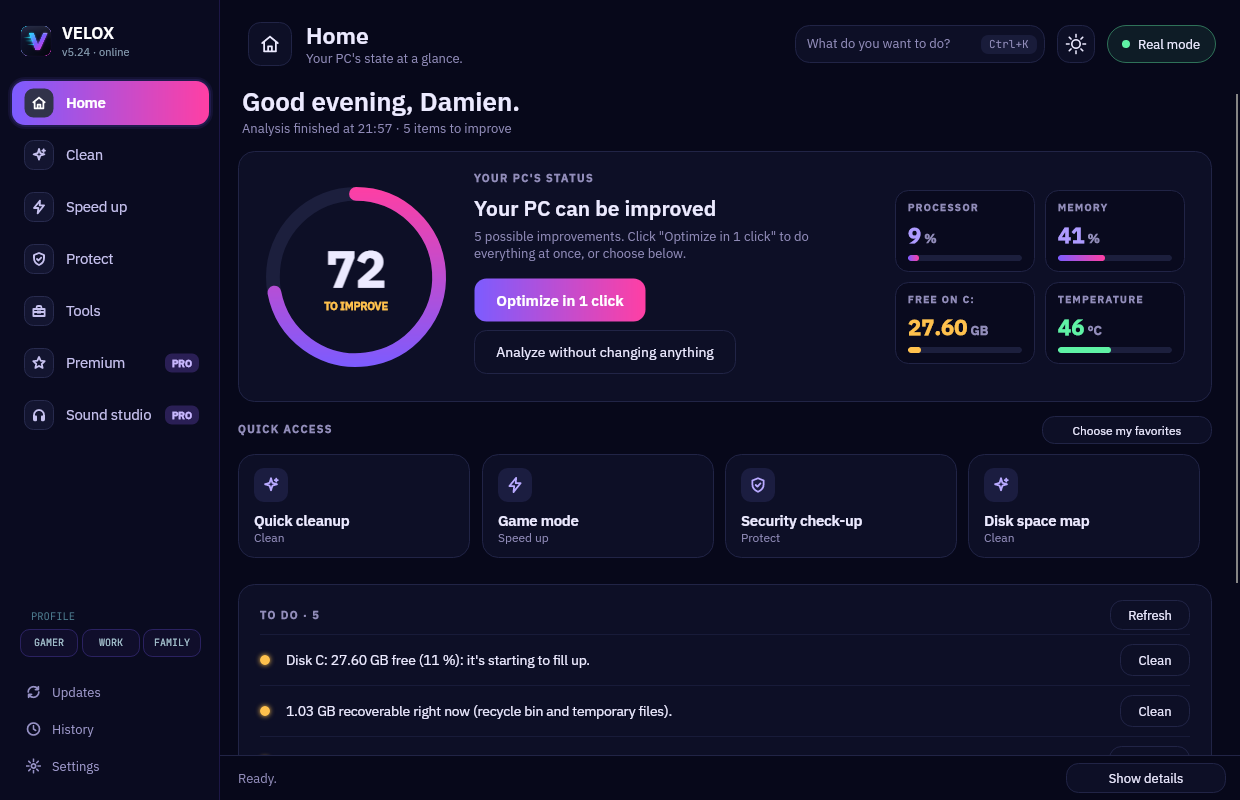 VELOX
v5.24 · online
Home
Clean
Speed up
Protect
Tools
Premium PRO
Sound studio PRO
PROFILE
GAMER WORK FAMILY
Updates
History
Settings
Home
Your PC's state at a glance.
What do you want to do? Ctrl+K
Real mode
Good evening, Damien.
Analysis finished at 21:57 · 5 items to improve
72
TO IMPROVE
YOUR PC'S STATUS
Your PC can be improved
5 possible improvements. Click "Optimize in 1 click" to do
everything at once, or choose below.
Optimize in 1 click
Analyze without changing anything
PROCESSOR
9 %
MEMORY
41 %
FREE ON C:
27.60 GB
TEMPERATURE
46 °C
QUICK ACCESS
Choose my favorites
Quick cleanup
Clean
Game mode
Speed up
Security check-up
Protect
Disk space map
Clean
TO DO · 5
Refresh
Disk C: 27.60 GB free (11 %): it's starting to fill up.
Clean
1.03 GB recoverable right now (recycle bin and temporary files).
Clean
Ready.
Show details